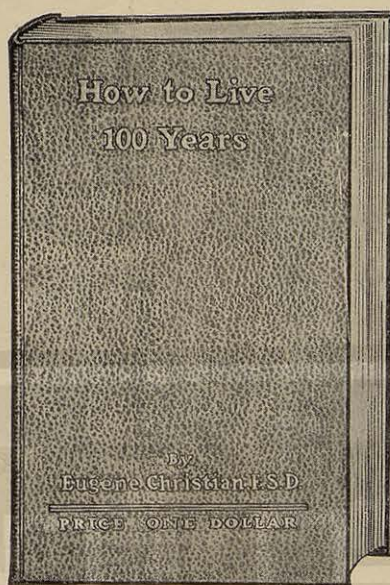 How to Live
100 Years
By
Eugene Christian F.S.D.
PRICE ONE DOLLAR